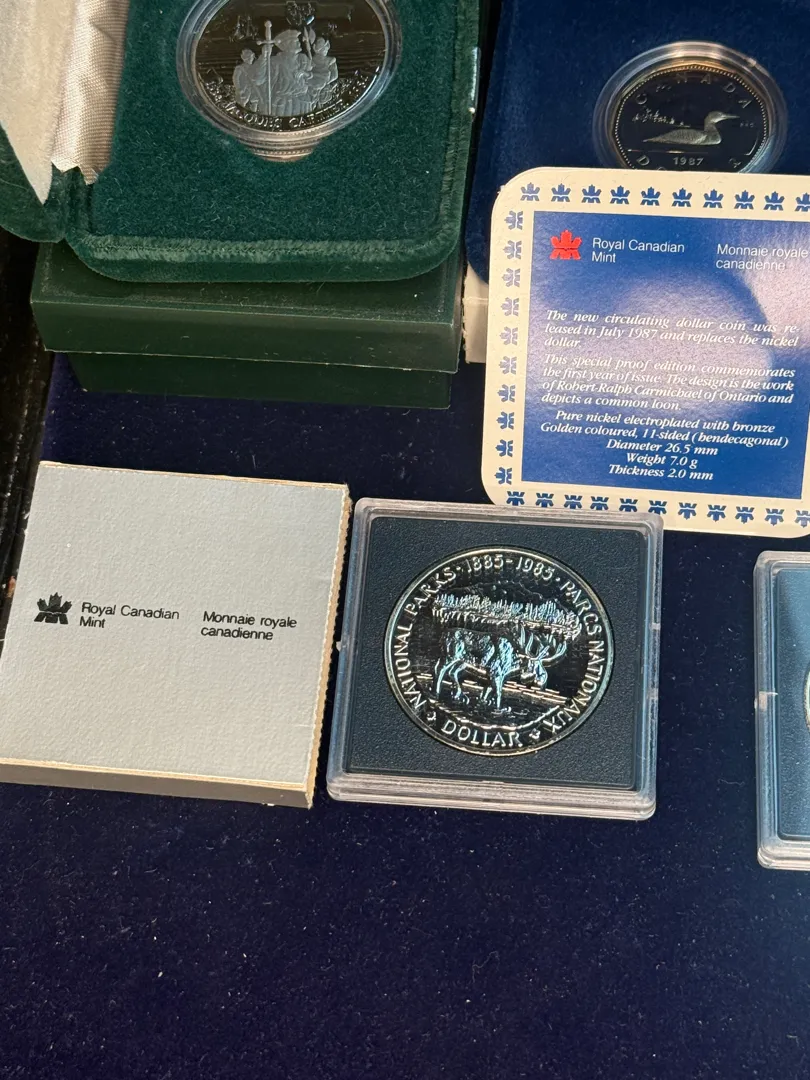 JACQUES CARTIER
CANADA
1987
Royal Canadian
Mint
Monnaie royale
canadienne
The new circulating dollar coin was re-
leased in July 1987 and replaces the nickel
dollar.
This special proof edition commemorates
the first year of issue. The design is the work
of Robert-Ralph Carmichael of Ontario and
depicts a common loon.
Pure nickel electroplated with bronze
Golden coloured, 11-sided (hendecagonal)
Diameter 26.5 mm
Weight 7.0 g
Thickness 2.0 mm
Royal Canadian
Mint
Monnaie royale
canadienne
NATIONAL PARKS · 1885-1985 · PARCS NATIONAUX
DOLLAR